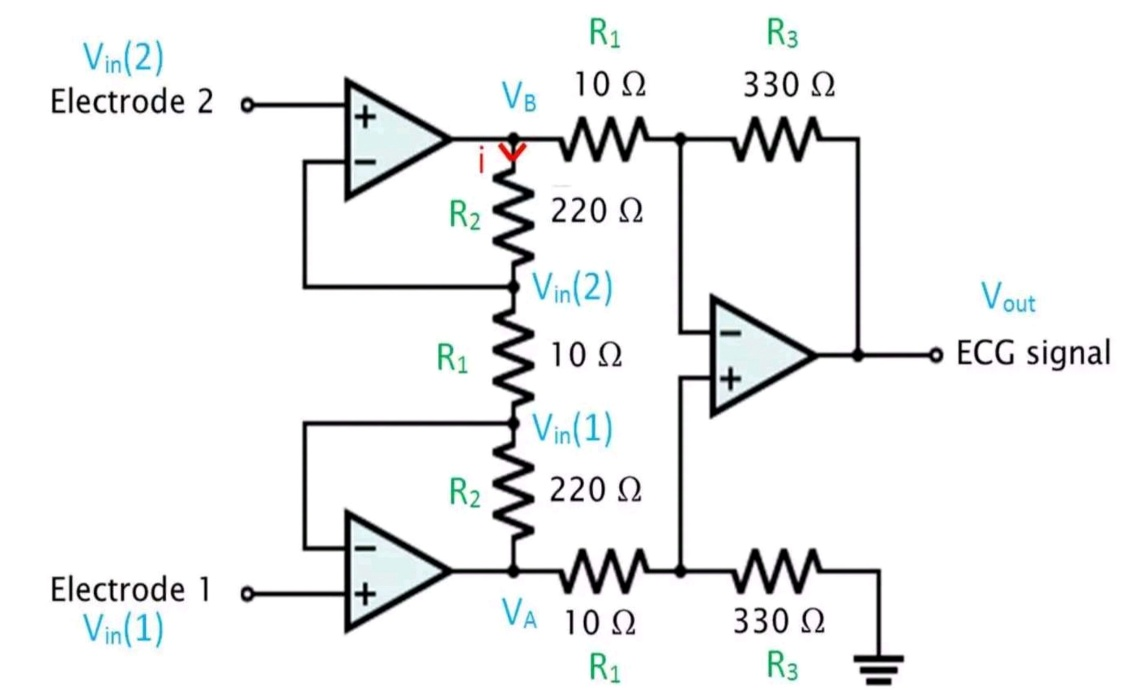 R₁
R₃
Vin(2)
10 Ω
330 Ω
Electrode 2
VB
+
−
i
R₂
220 Ω
Vin(2)
Vout
−
R₁
10 Ω
ECG signal
+
Vin(1)
R₂
220 Ω
−
Electrode 1
+
Vin(1)
VA
10 Ω
330 Ω
R₁
R₃